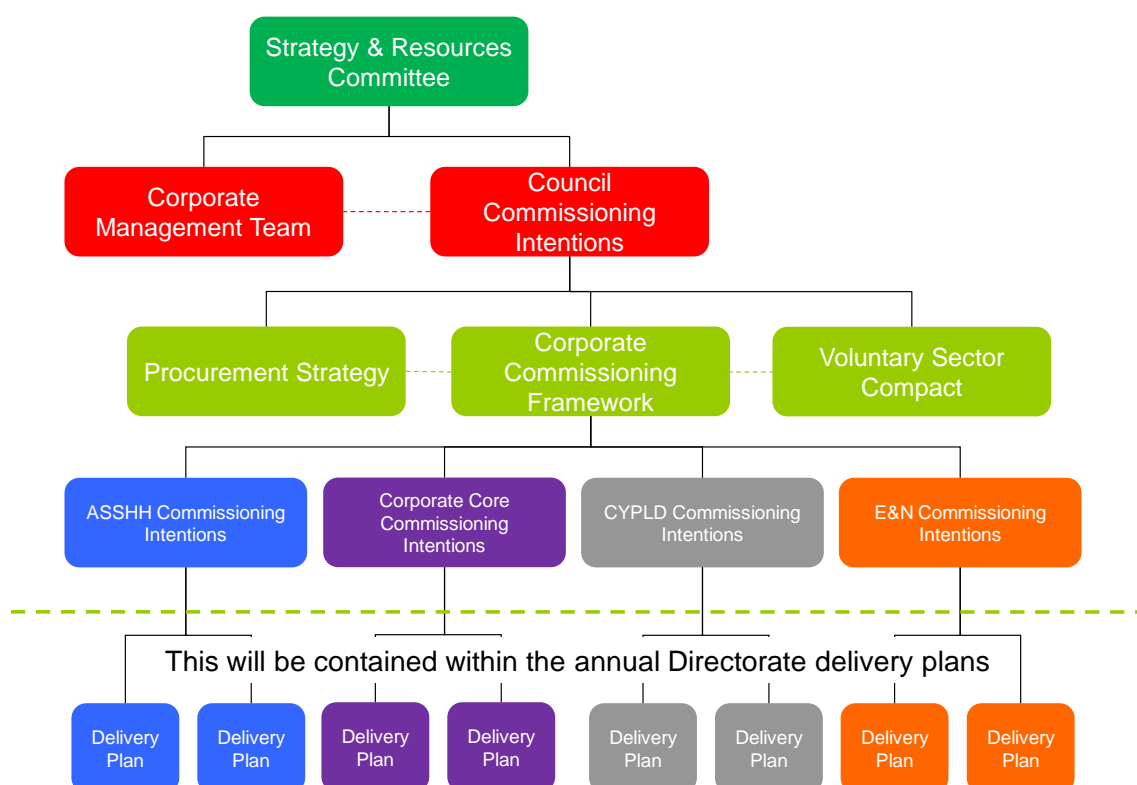 Strategy & Resources
Committee
Corporate
Management Team
Council
Commissioning
Intentions
Procurement Strategy
Corporate
Commissioning
Framework
Voluntary Sector
Compact
ASSHH Commissioning
Intentions
Corporate Core
Commissioning
Intentions
CYPLD Commissioning
Intentions
E&N Commissioning
Intentions
This will be contained within the annual Directorate delivery plans
Delivery
Plan
Delivery
Plan
Delivery
Plan
Delivery
Plan
Delivery
Plan
Delivery
Plan
Delivery
Plan
Delivery
Plan